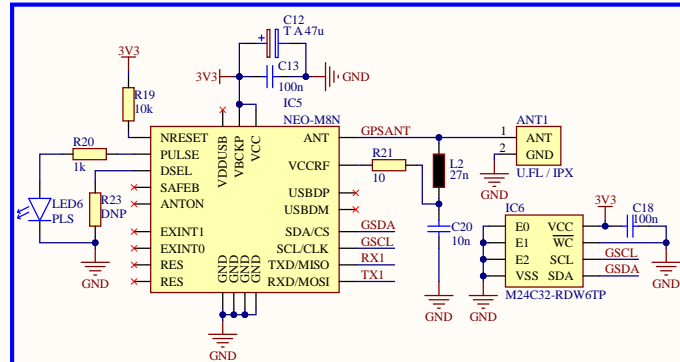 C12
TA47u
3V3
C13
3V3
GND
100n
R19
10k
IC5
NEO-M8N
NRESET
PULSE
DSEL
SAFEB
ANTON
EXINT1
EXINT0
RES
RES
VDDUSB
VBCKP
VCC
GND
GND
GND
GND
ANT
VCCRF
USBDP
USBDM
SDA/CS
SCL/CLK
TXD/MISO
RXD/MOSI
GPSANT
GSDA
GSCL
RX1
TX1
R20
1k
LED6
PLS
R23
DNP
GND
GND
R21
10
L2
27n
C20
10n
GND
ANT1
1
2
ANT
GND
U.FL / IPX
GND
IC6
3V3
C18
100n
E0
E1
E2
VSS
VCC
WC
SCL
SDA
GSCL
GSDA
GND
GND
M24C32-RDW6TP